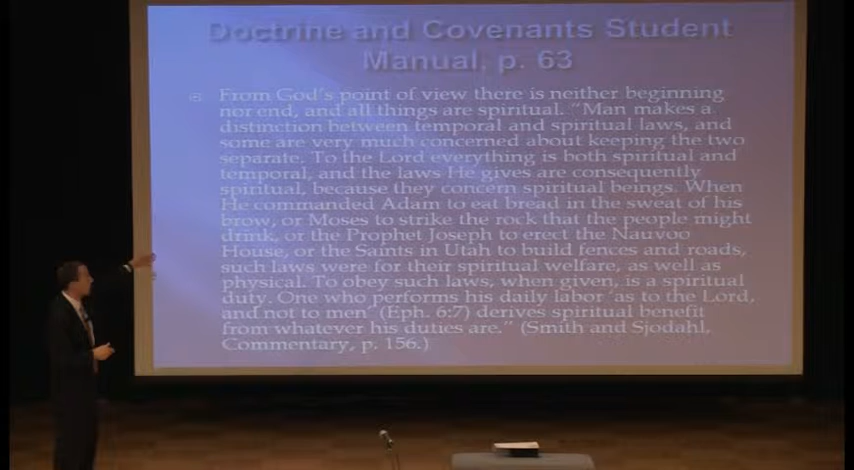 Doctrine and Covenants Student
Manual, p. 63
From God's point of view there is neither beginning
nor end, and all things are spiritual. “Man makes a
distinction between temporal and spiritual laws, and
some are very much concerned about keeping the two
separate. To the Lord everything is both spiritual and
temporal, and the laws He gives are consequently
spiritual, because they concern spiritual beings. When
He commanded Adam to eat bread in the sweat of his
brow, or Moses to strike the rock that the people might
drink, or the Prophet Joseph to erect the Nauvoo
House, or the Saints in Utah to build fences and roads,
such laws were for their spiritual welfare, as well as
physical. To obey such laws, when given, is a spiritual
duty. One who performs his daily labor ‘as to the Lord,
and not to men’ (Eph. 6:7) derives spiritual benefit
from whatever his duties are.” (Smith and Sjodahl,
Commentary, p. 156.)